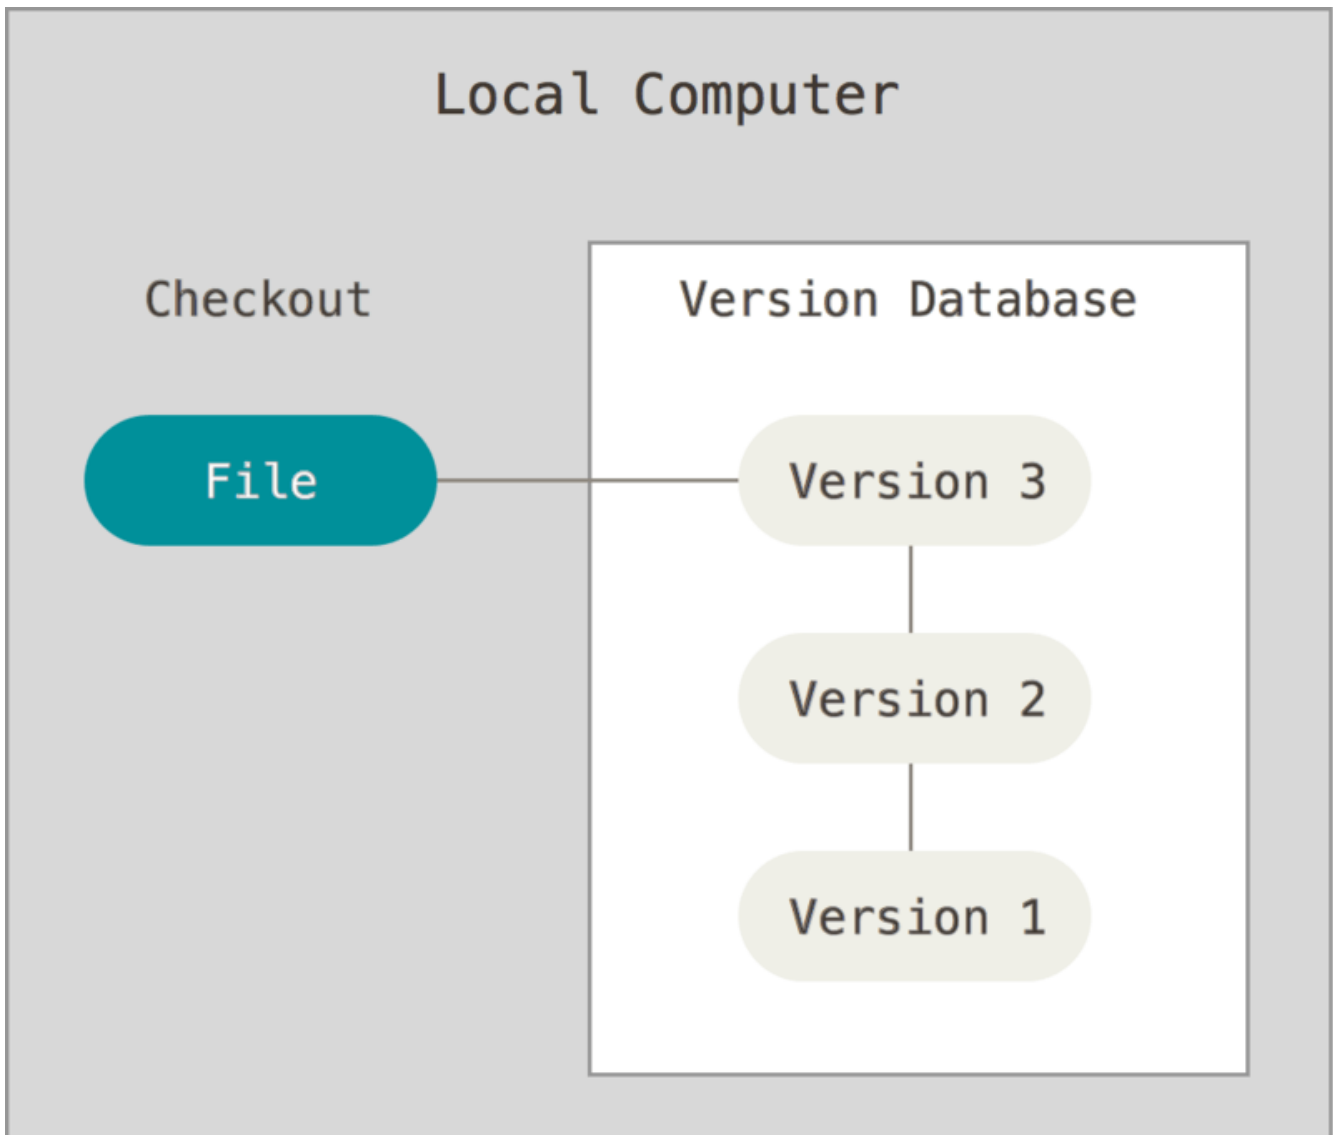 Local Computer
Checkout
Version Database
File
Version 3
Version 2
Version 1